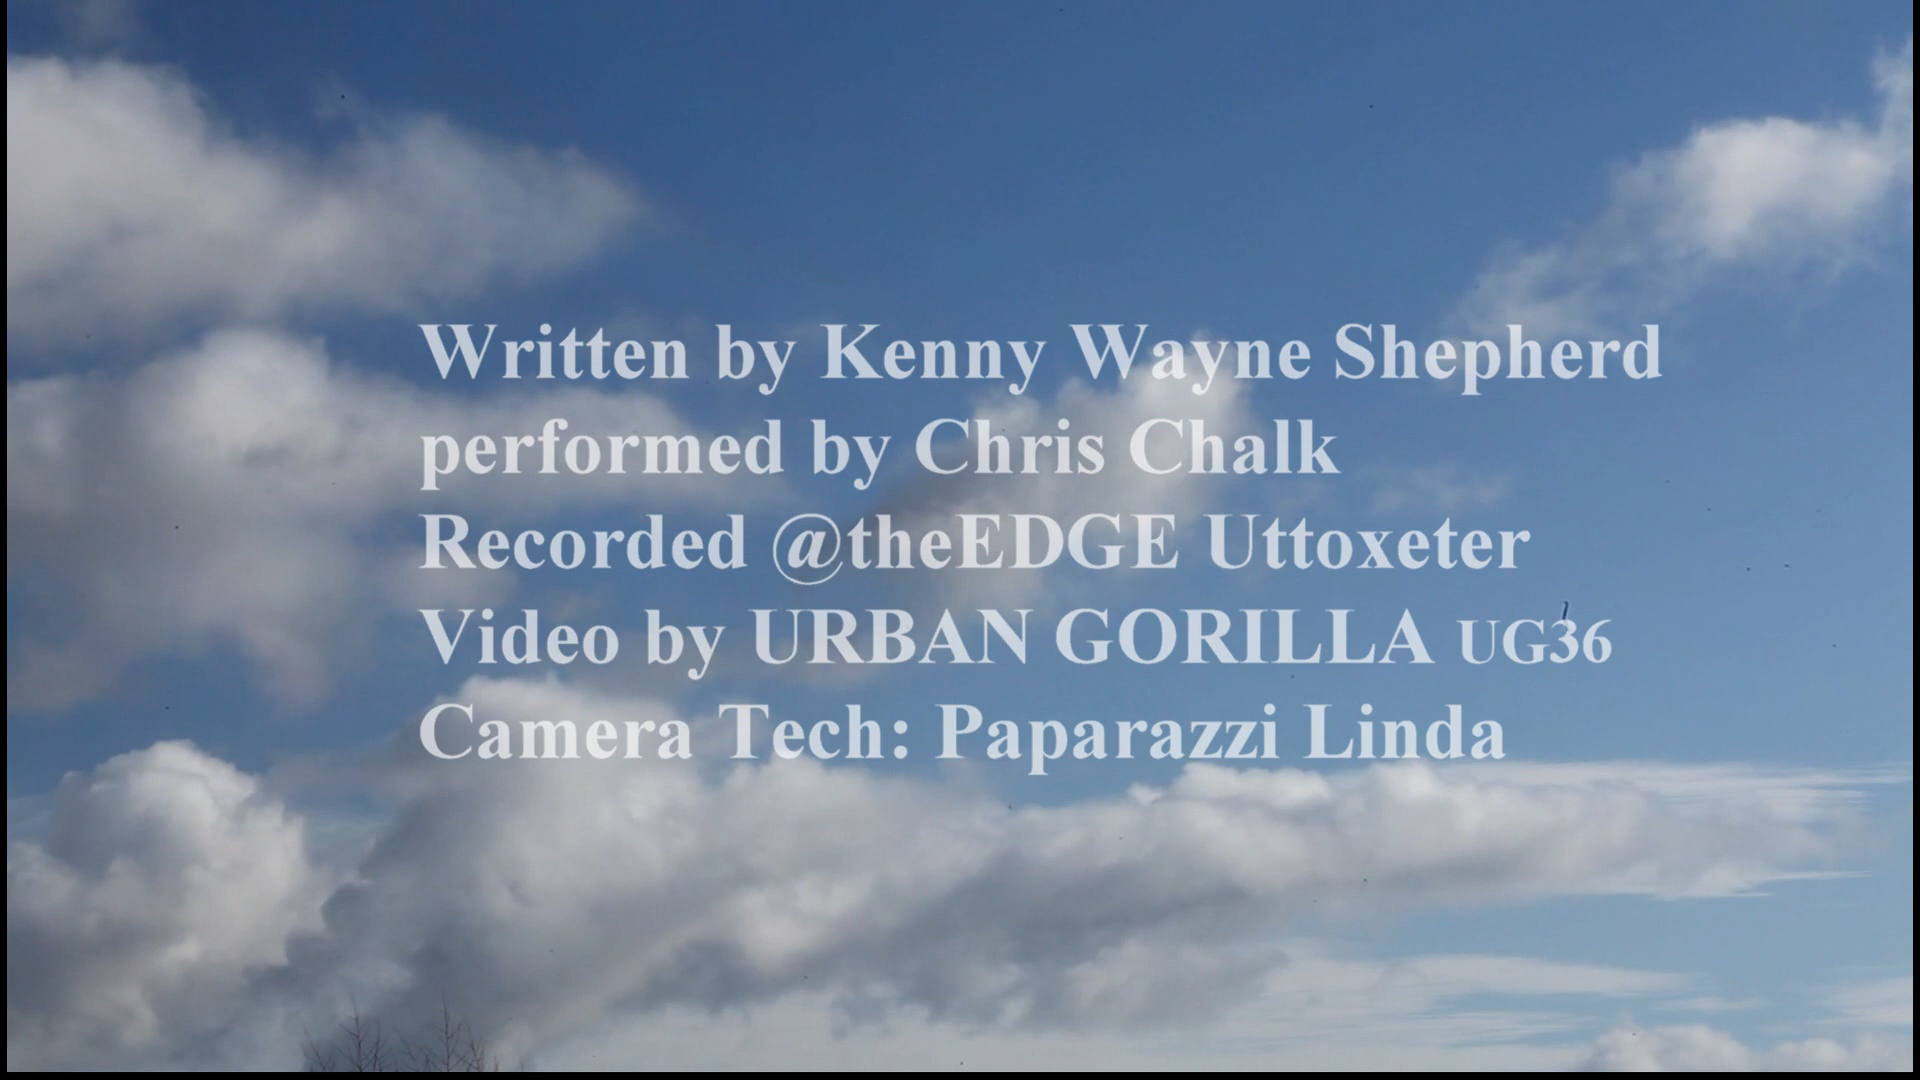 Written by Kenny Wayne Shepherd
performed by Chris Chalk
Recorded @theEDGE Uttoxeter
Video by URBAN GORILLA UG36
Camera Tech: Paparazzi Linda